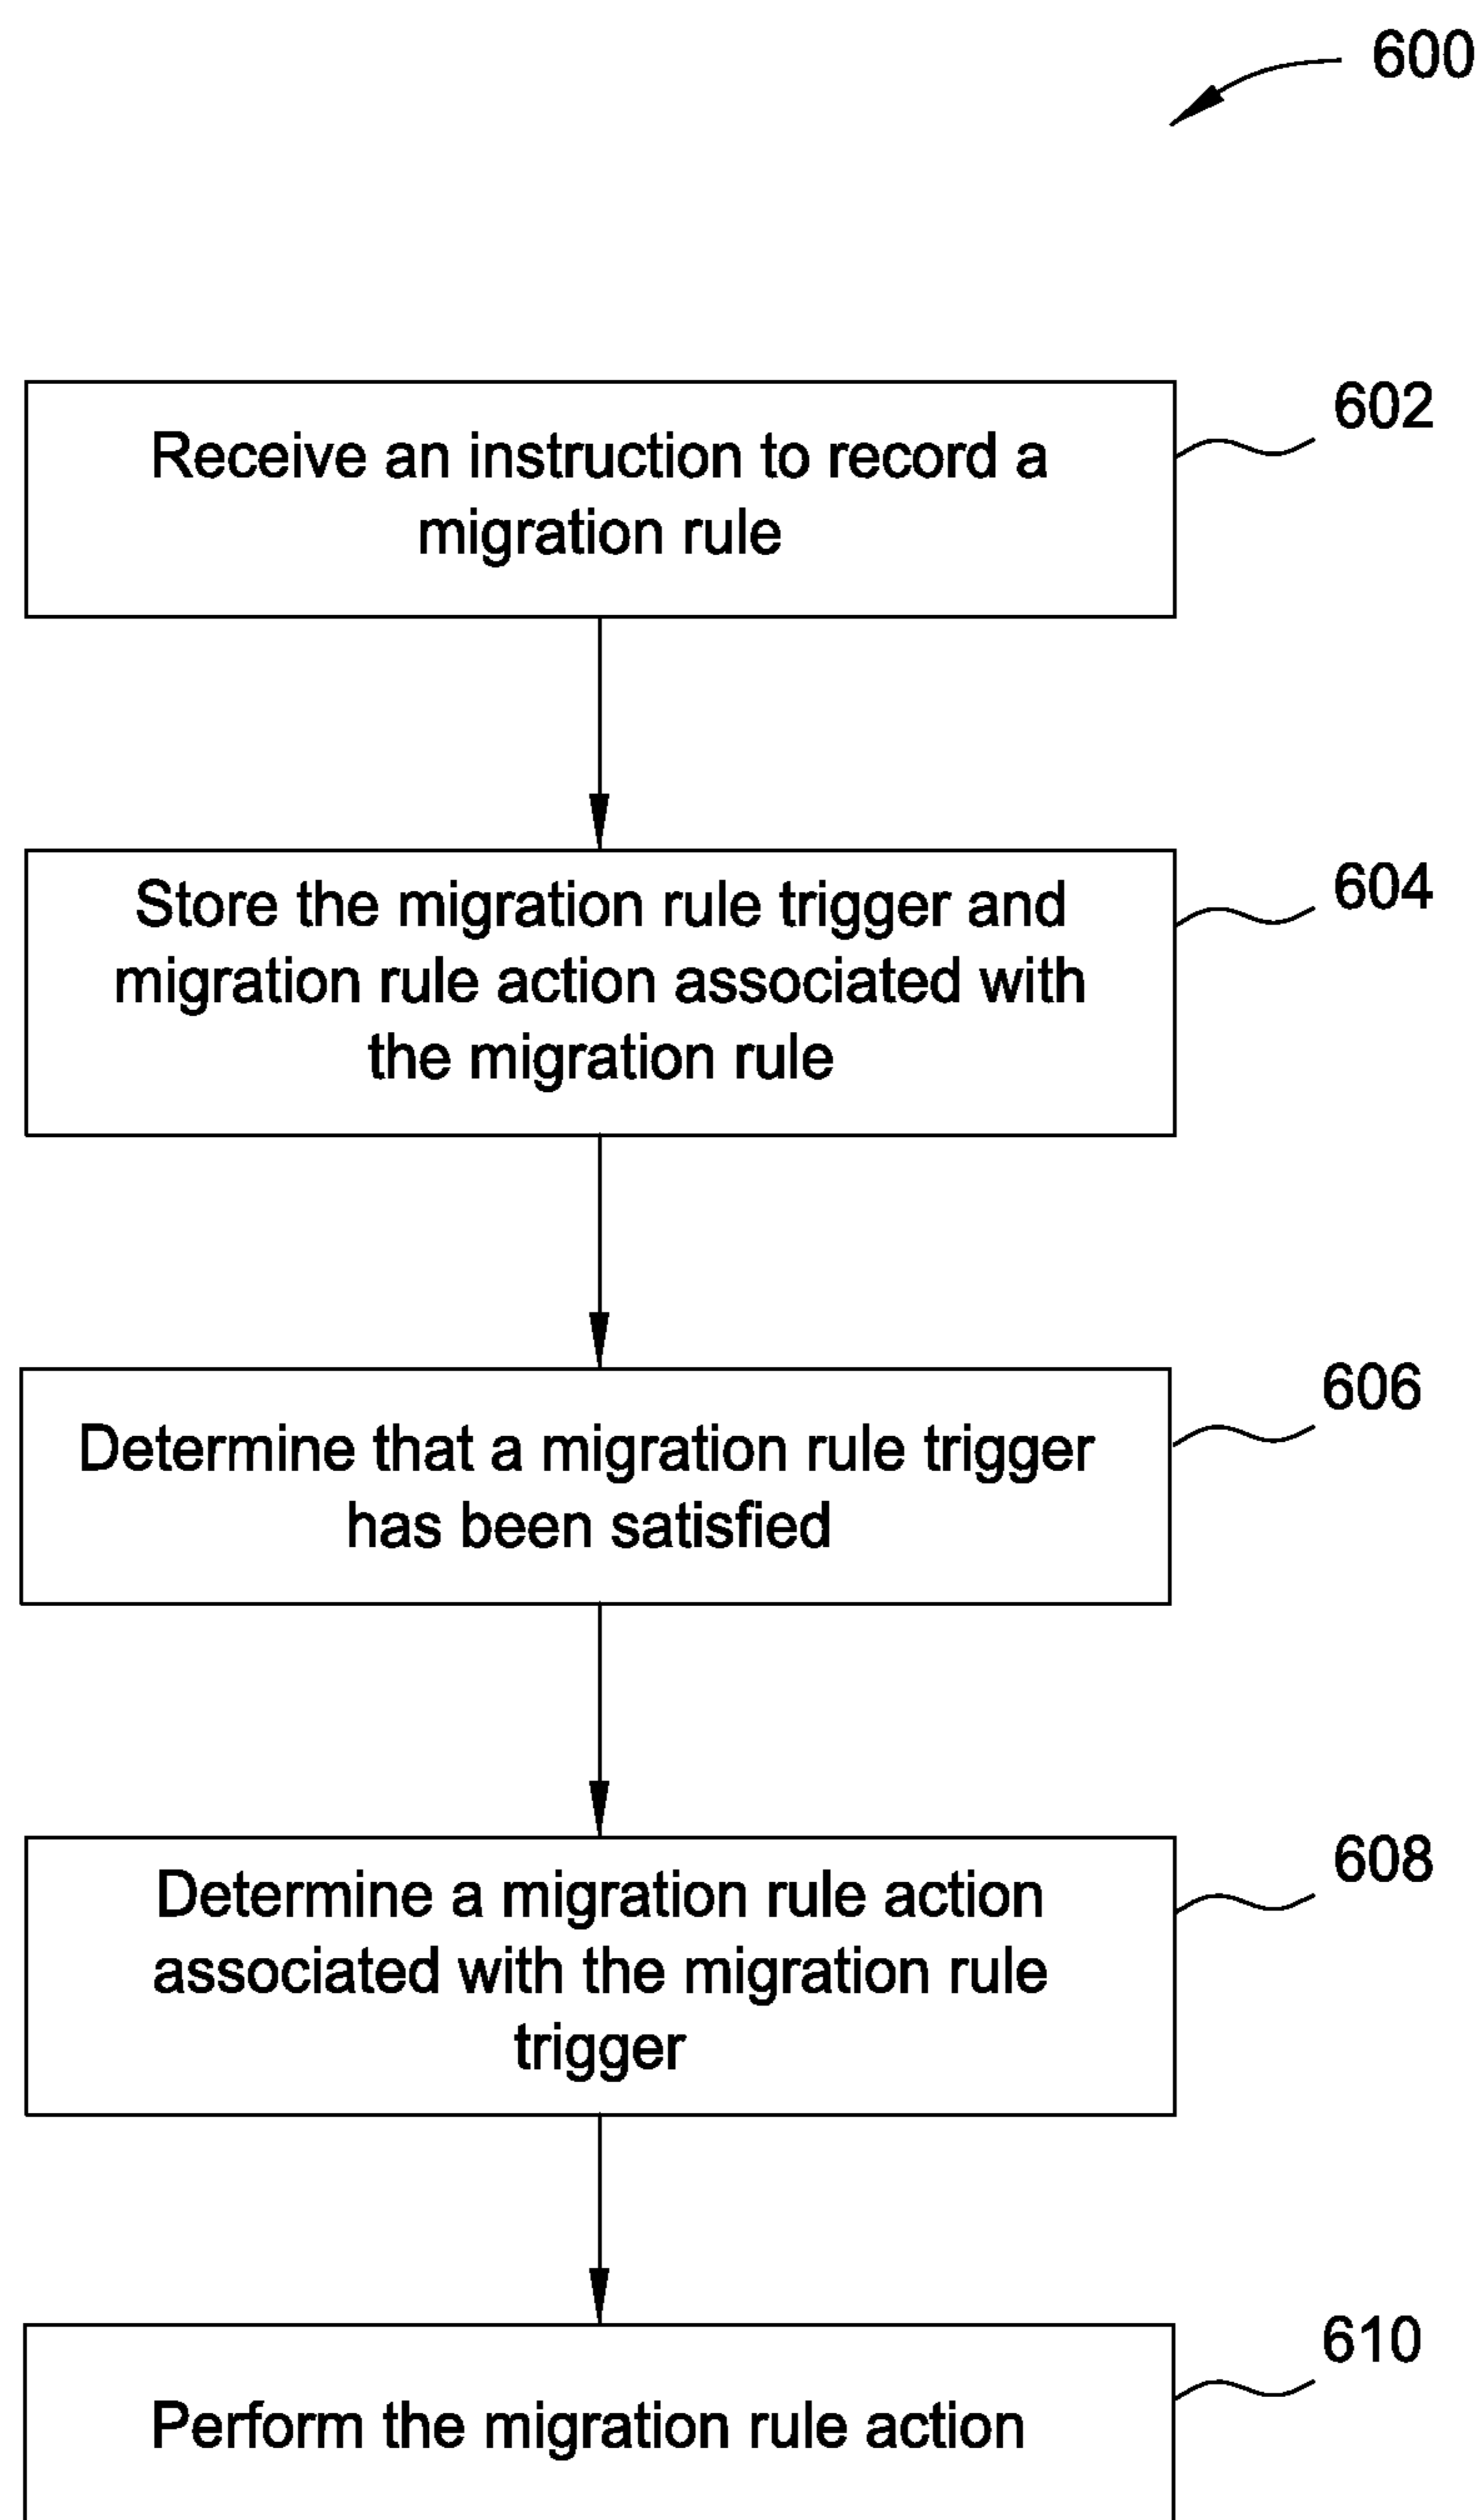 600
Receive an instruction to record a
migration rule
602
Store the migration rule trigger and
migration rule action associated with
the migration rule
604
Determine that a migration rule trigger
has been satisfied
606
Determine a migration rule action
associated with the migration rule
trigger
608
Perform the migration rule action
610